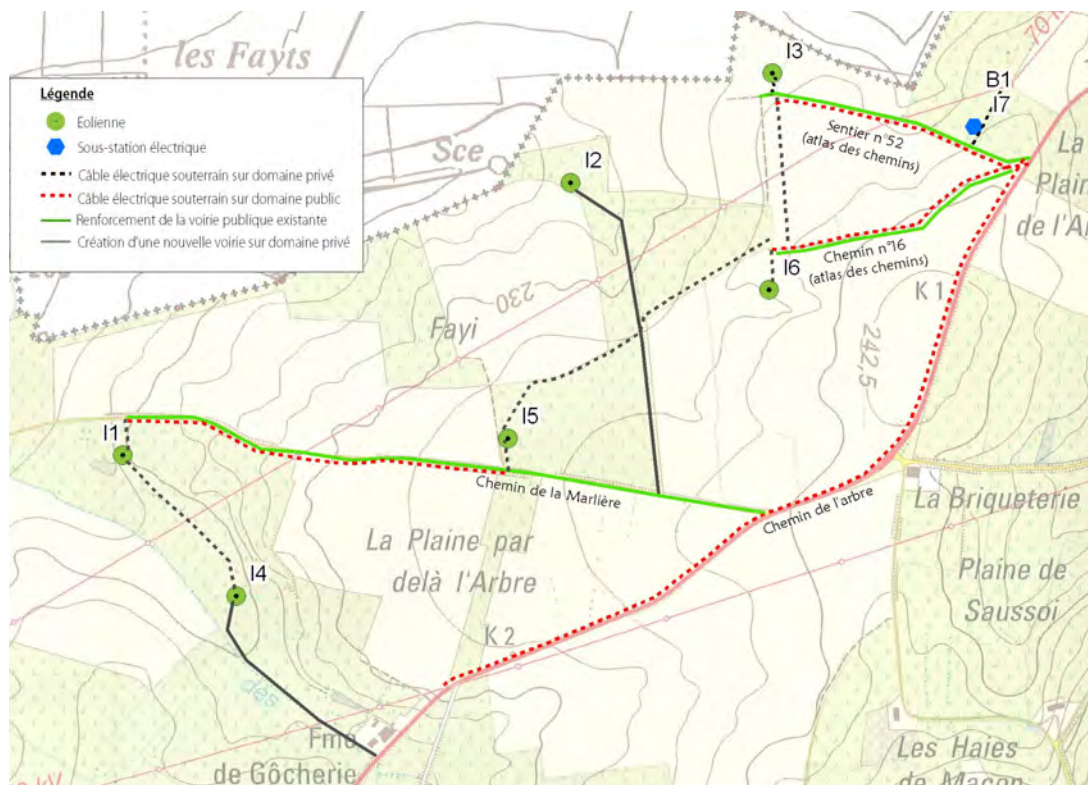 les Fayts
Légende
Eolienne
Sous-station électrique
Câble électrique souterrain sur domaine privé
Câble électrique souterrain sur domaine public
Renforcement de la voirie publique existante
Création d'une nouvelle voirie sur domaine privé
Sce
I3
B1
I7
70
Sentier n°52
(atlas des chemins)
La
Plain
de l'A
I2
Chemin n°16
(atlas des chemins)
I6
K 1
230
Fayi
242,5
I5
I1
Chemin de la Marlière
Chemin de l'arbre
La Briqueterie
La Plaine par
delà l'Arbre
Plaine de
Saussoi
I4
K 2
des
Fme
de Gôcherie
Les Haies
de Macon